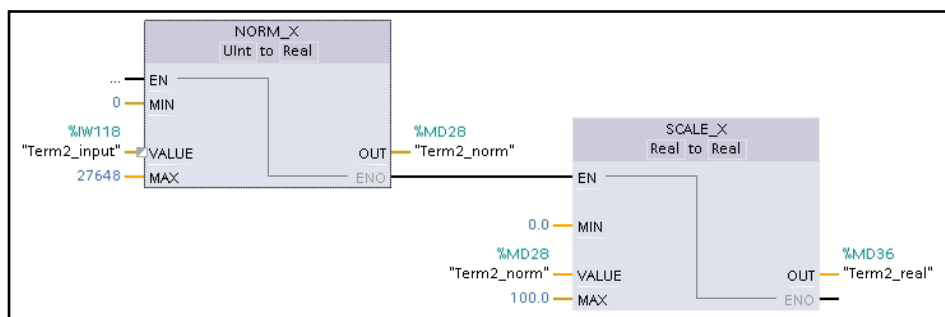 NORM_X
UInt to Real
... EN
0 MIN
%IW118
"Term2_input" VALUE
27648 MAX
%MD28
OUT "Term2_norm"
ENO
SCALE_X
Real to Real
EN
0.0 MIN
%MD28
"Term2_norm" VALUE
100.0 MAX
%MD36
OUT "Term2_real"
ENO